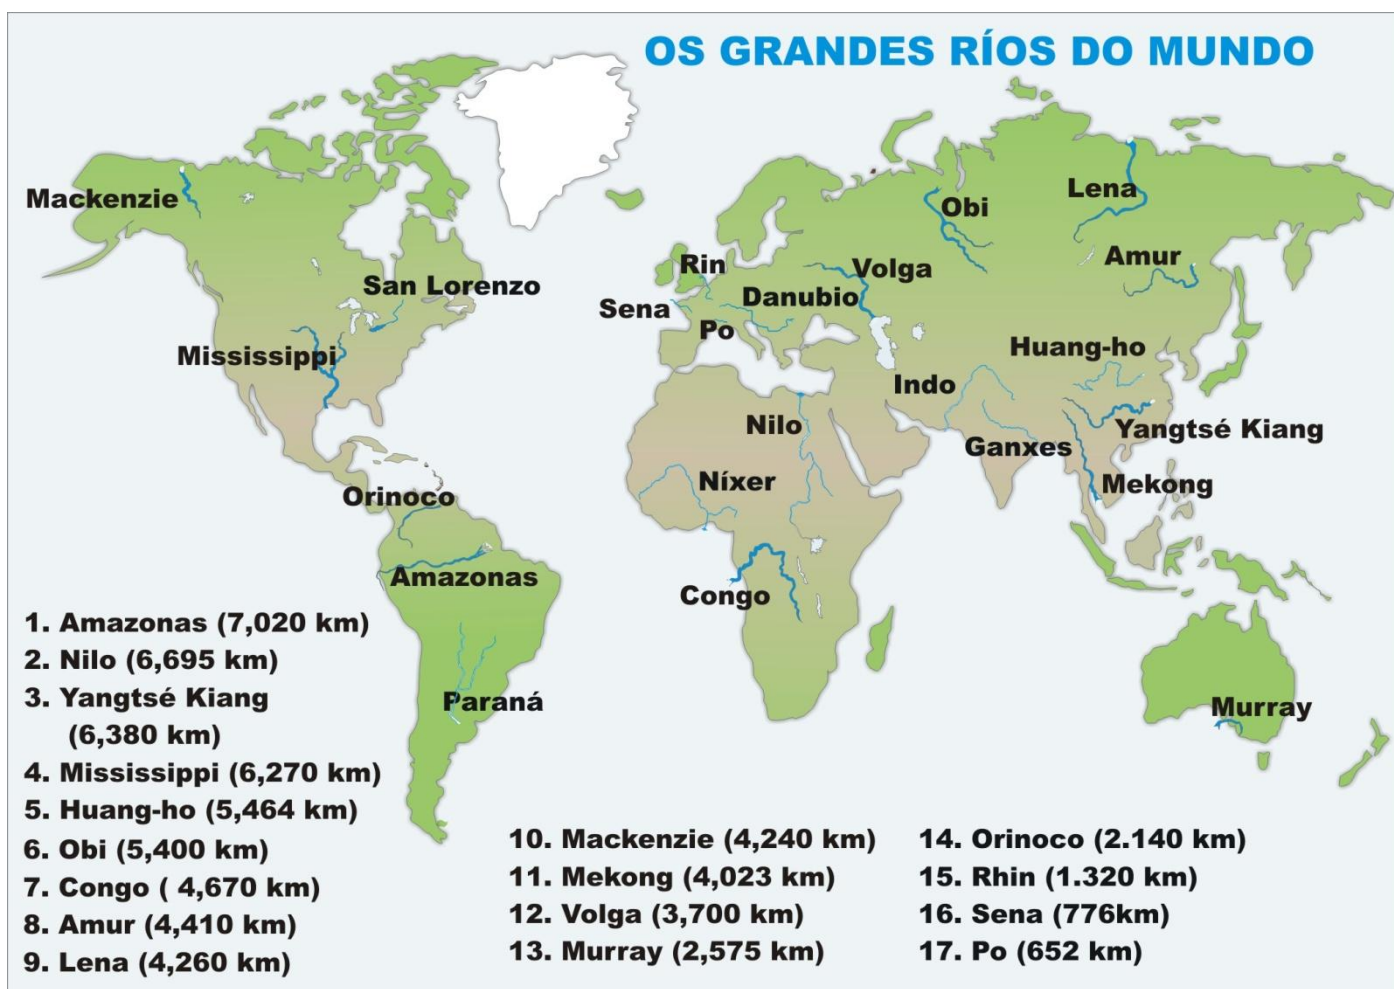 OS GRANDES RÍOS DO MUNDO
Mackenzie
Lena
Obi
Amur
Rin
Volga
San Lorenzo
Danubio
Sena
Po
Mississippi
Huang-ho
Indo
Nilo
Yangtsé Kiang
Ganxes
Níxer
Mekong
Orinoco
Amazonas
Congo
Paraná
Murray
1. Amazonas (7,020 km)
2. Nilo (6,695 km)
3. Yangtsé Kiang
(6,380 km)
4. Mississippi (6,270 km)
5. Huang-ho (5,464 km)
6. Obi (5,400 km)
7. Congo ( 4,670 km)
8. Amur (4,410 km)
9. Lena (4,260 km)
10. Mackenzie (4,240 km)
11. Mekong (4,023 km)
12. Volga (3,700 km)
13. Murray (2,575 km)
14. Orinoco (2.140 km)
15. Rhin (1.320 km)
16. Sena (776km)
17. Po (652 km)